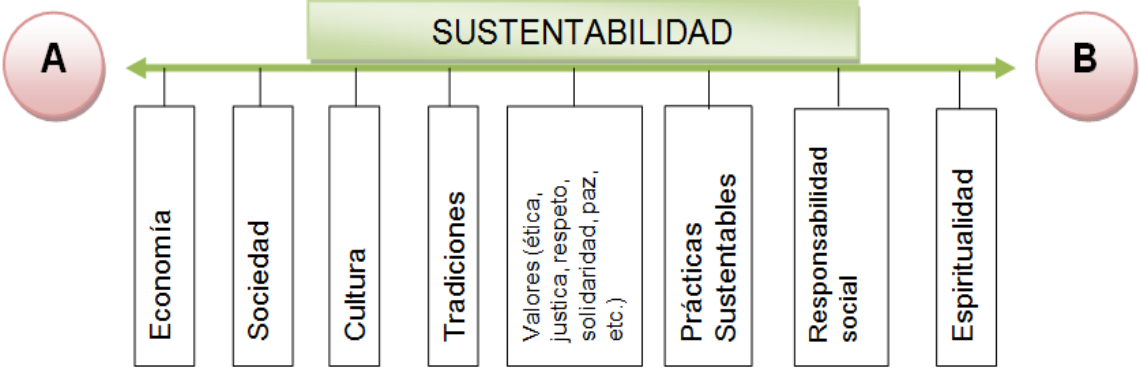 SUSTENTABILIDAD
A
B
Economía
Sociedad
Cultura
Tradiciones
Valores (ética,
justica, respeto,
solidaridad, paz,
etc.)
Prácticas
Sustentables
Responsabilidad
social
Espiritualidad